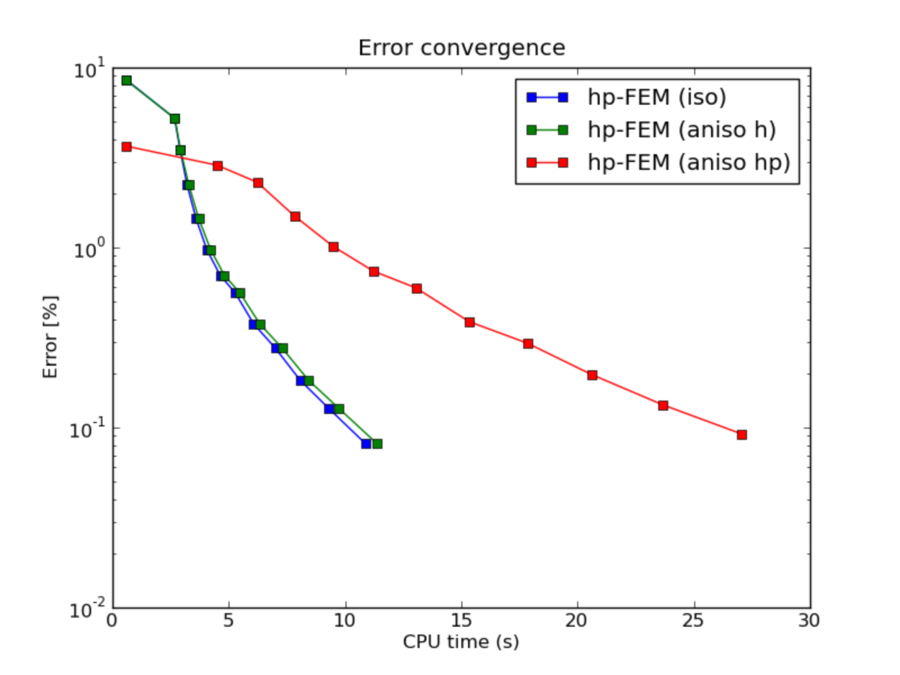 Error convergence
hp-FEM (iso)
hp-FEM (aniso h)
hp-FEM (aniso hp)
Error [%]
10^1
10^0
10^-1
10^-2
0 5 10 15 20 25 30
CPU time (s)